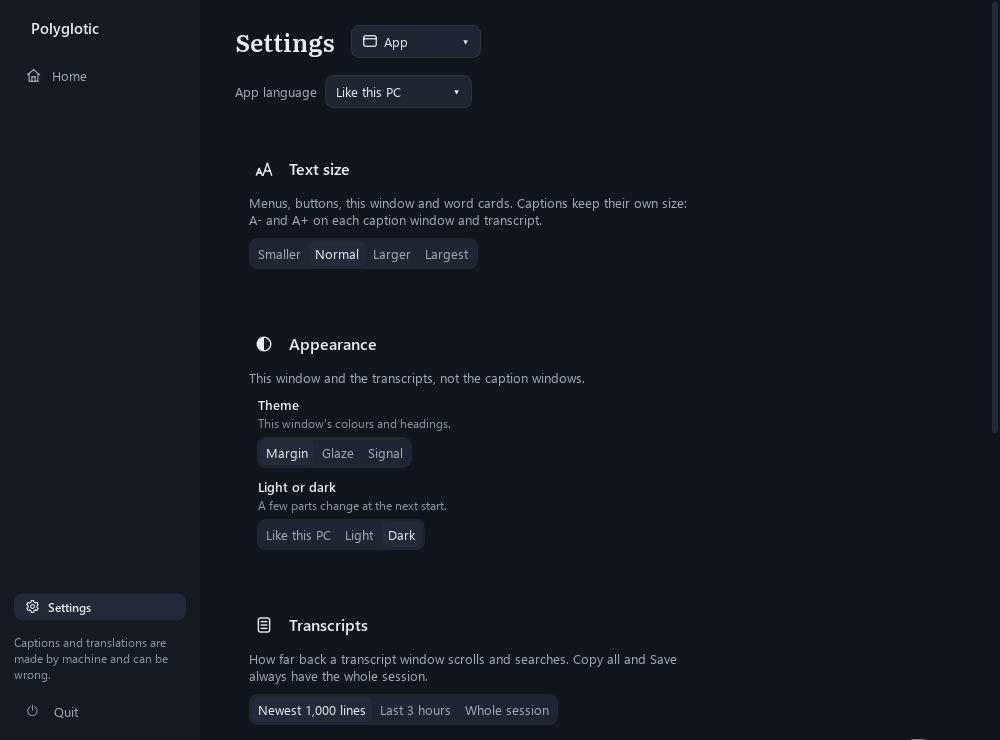 Polyglotic
Home
Settings
App
App language
Like this PC
Text size
Menus, buttons, this window and word cards. Captions keep their own size:
A- and A+ on each caption window and transcript.
Smaller Normal Larger Largest
Appearance
This window and the transcripts, not the caption windows.
Theme
This window's colours and headings.
Margin Glaze Signal
Light or dark
A few parts change at the next start.
Like this PC Light Dark
Transcripts
How far back a transcript window scrolls and searches. Copy all and Save
always have the whole session.
Newest 1,000 lines Last 3 hours Whole session
Settings
Captions and translations are
made by machine and can be
wrong.
Quit